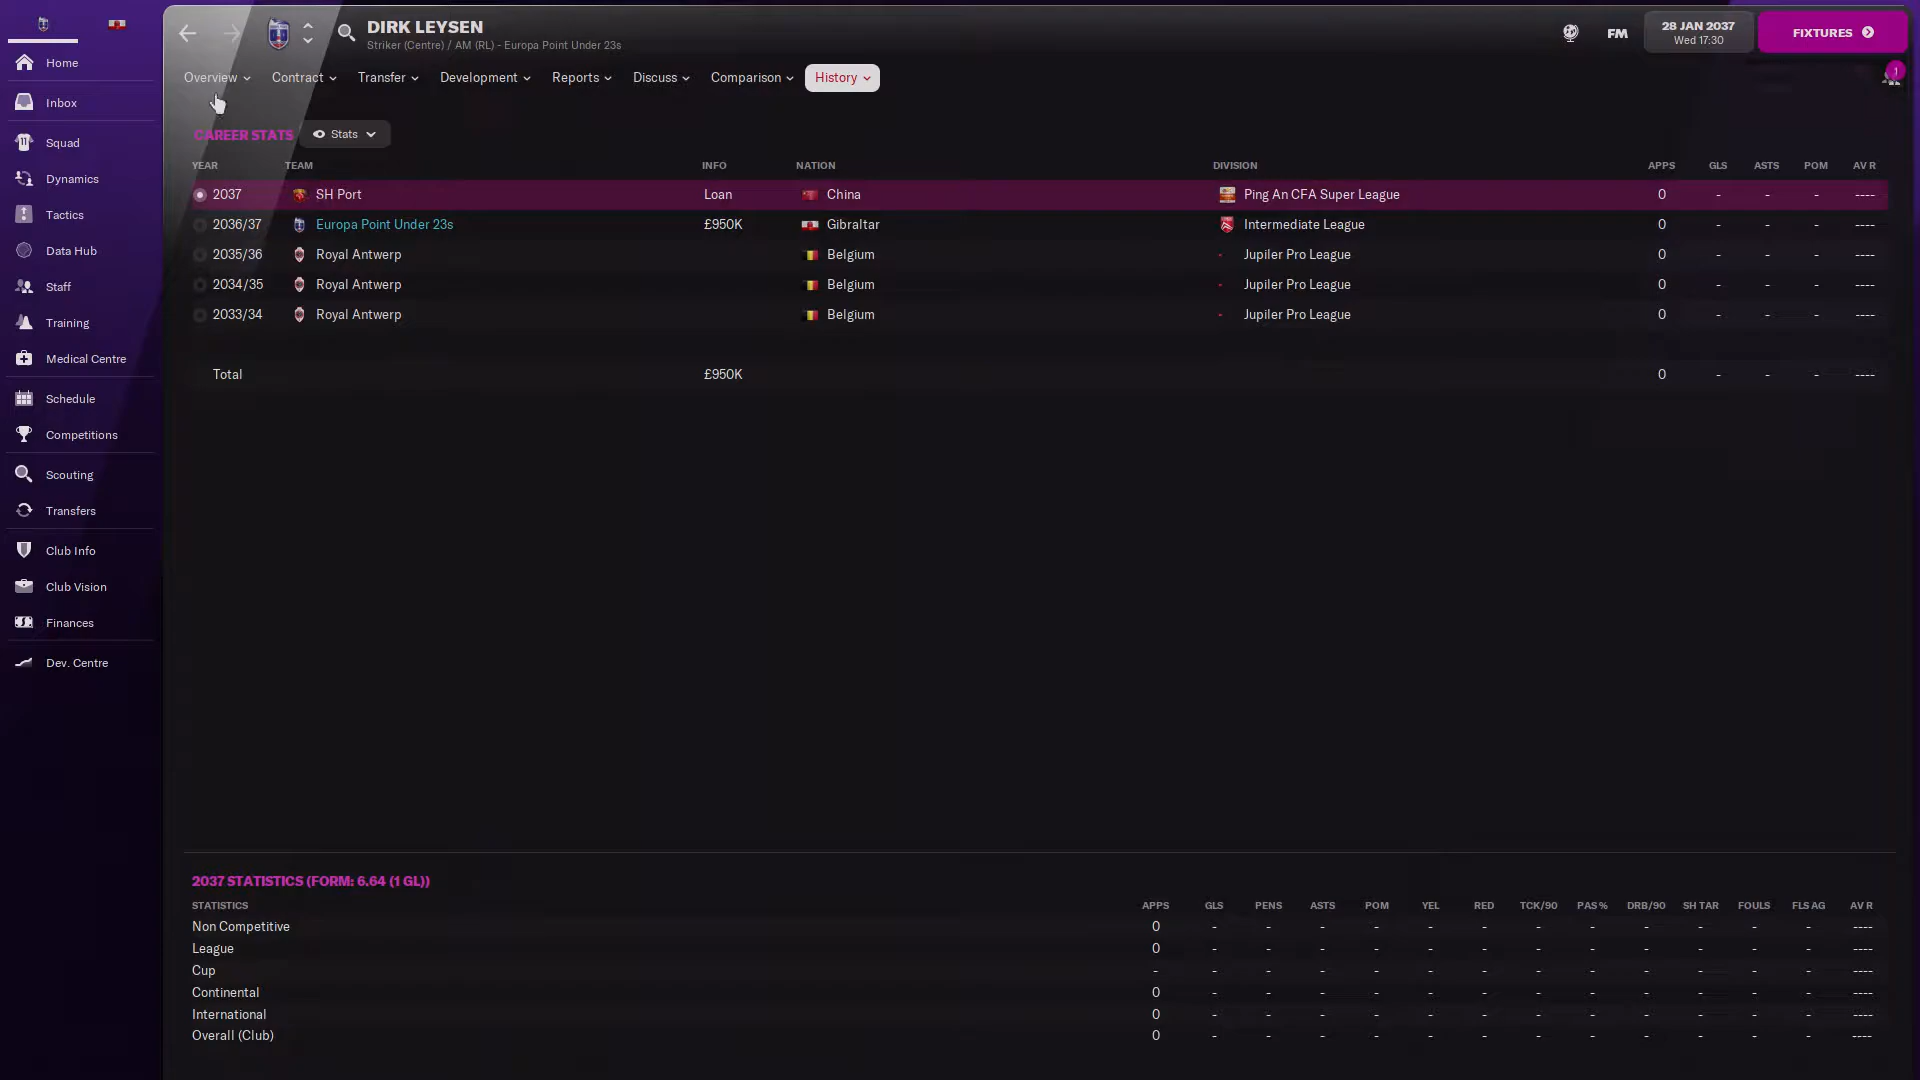 DIRK LEYSEN
Striker (Centre) / AM (RL) - Europa Point Under 23s
FM
28 JAN 2037
Wed 17:30
FIXTURES
1
Overview
Contract
Transfer
Development
Reports
Discuss
Comparison
History
Home
Inbox
Squad
Dynamics
Tactics
Data Hub
Staff
Training
Medical Centre
Schedule
Competitions
Scouting
Transfers
Club Info
Club Vision
Finances
Dev. Centre
CAREER STATS
Stats
YEAR TEAM INFO NATION DIVISION APPS GLS ASTS POM AV R
2037 SH Port Loan China Ping An CFA Super League 0 - - - ----
2036/37 Europa Point Under 23s £950K Gibraltar Intermediate League 0 - - - ----
2035/36 Royal Antwerp Belgium Jupiler Pro League 0 - - - ----
2034/35 Royal Antwerp Belgium Jupiler Pro League 0 - - - ----
2033/34 Royal Antwerp Belgium Jupiler Pro League 0 - - - ----
Total £950K 0 - - - ----
2037 STATISTICS (FORM: 6.64 (1 GL))
STATISTICS APPS GLS PENS ASTS POM YEL RED TCK/90 PAS % DRB/90 SH TAR FOULS FLS AG AV R
Non Competitive 0 - - - - - - - - - - - - ----
League 0 - - - - - - - - - - - - ----
Cup - - - - - - - - - - - - - ----
Continental 0 - - - - - - - - - - - - ----
International 0 - - - - - - - - - - - - ----
Overall (Club) 0 - - - - - - - - - - - - ----